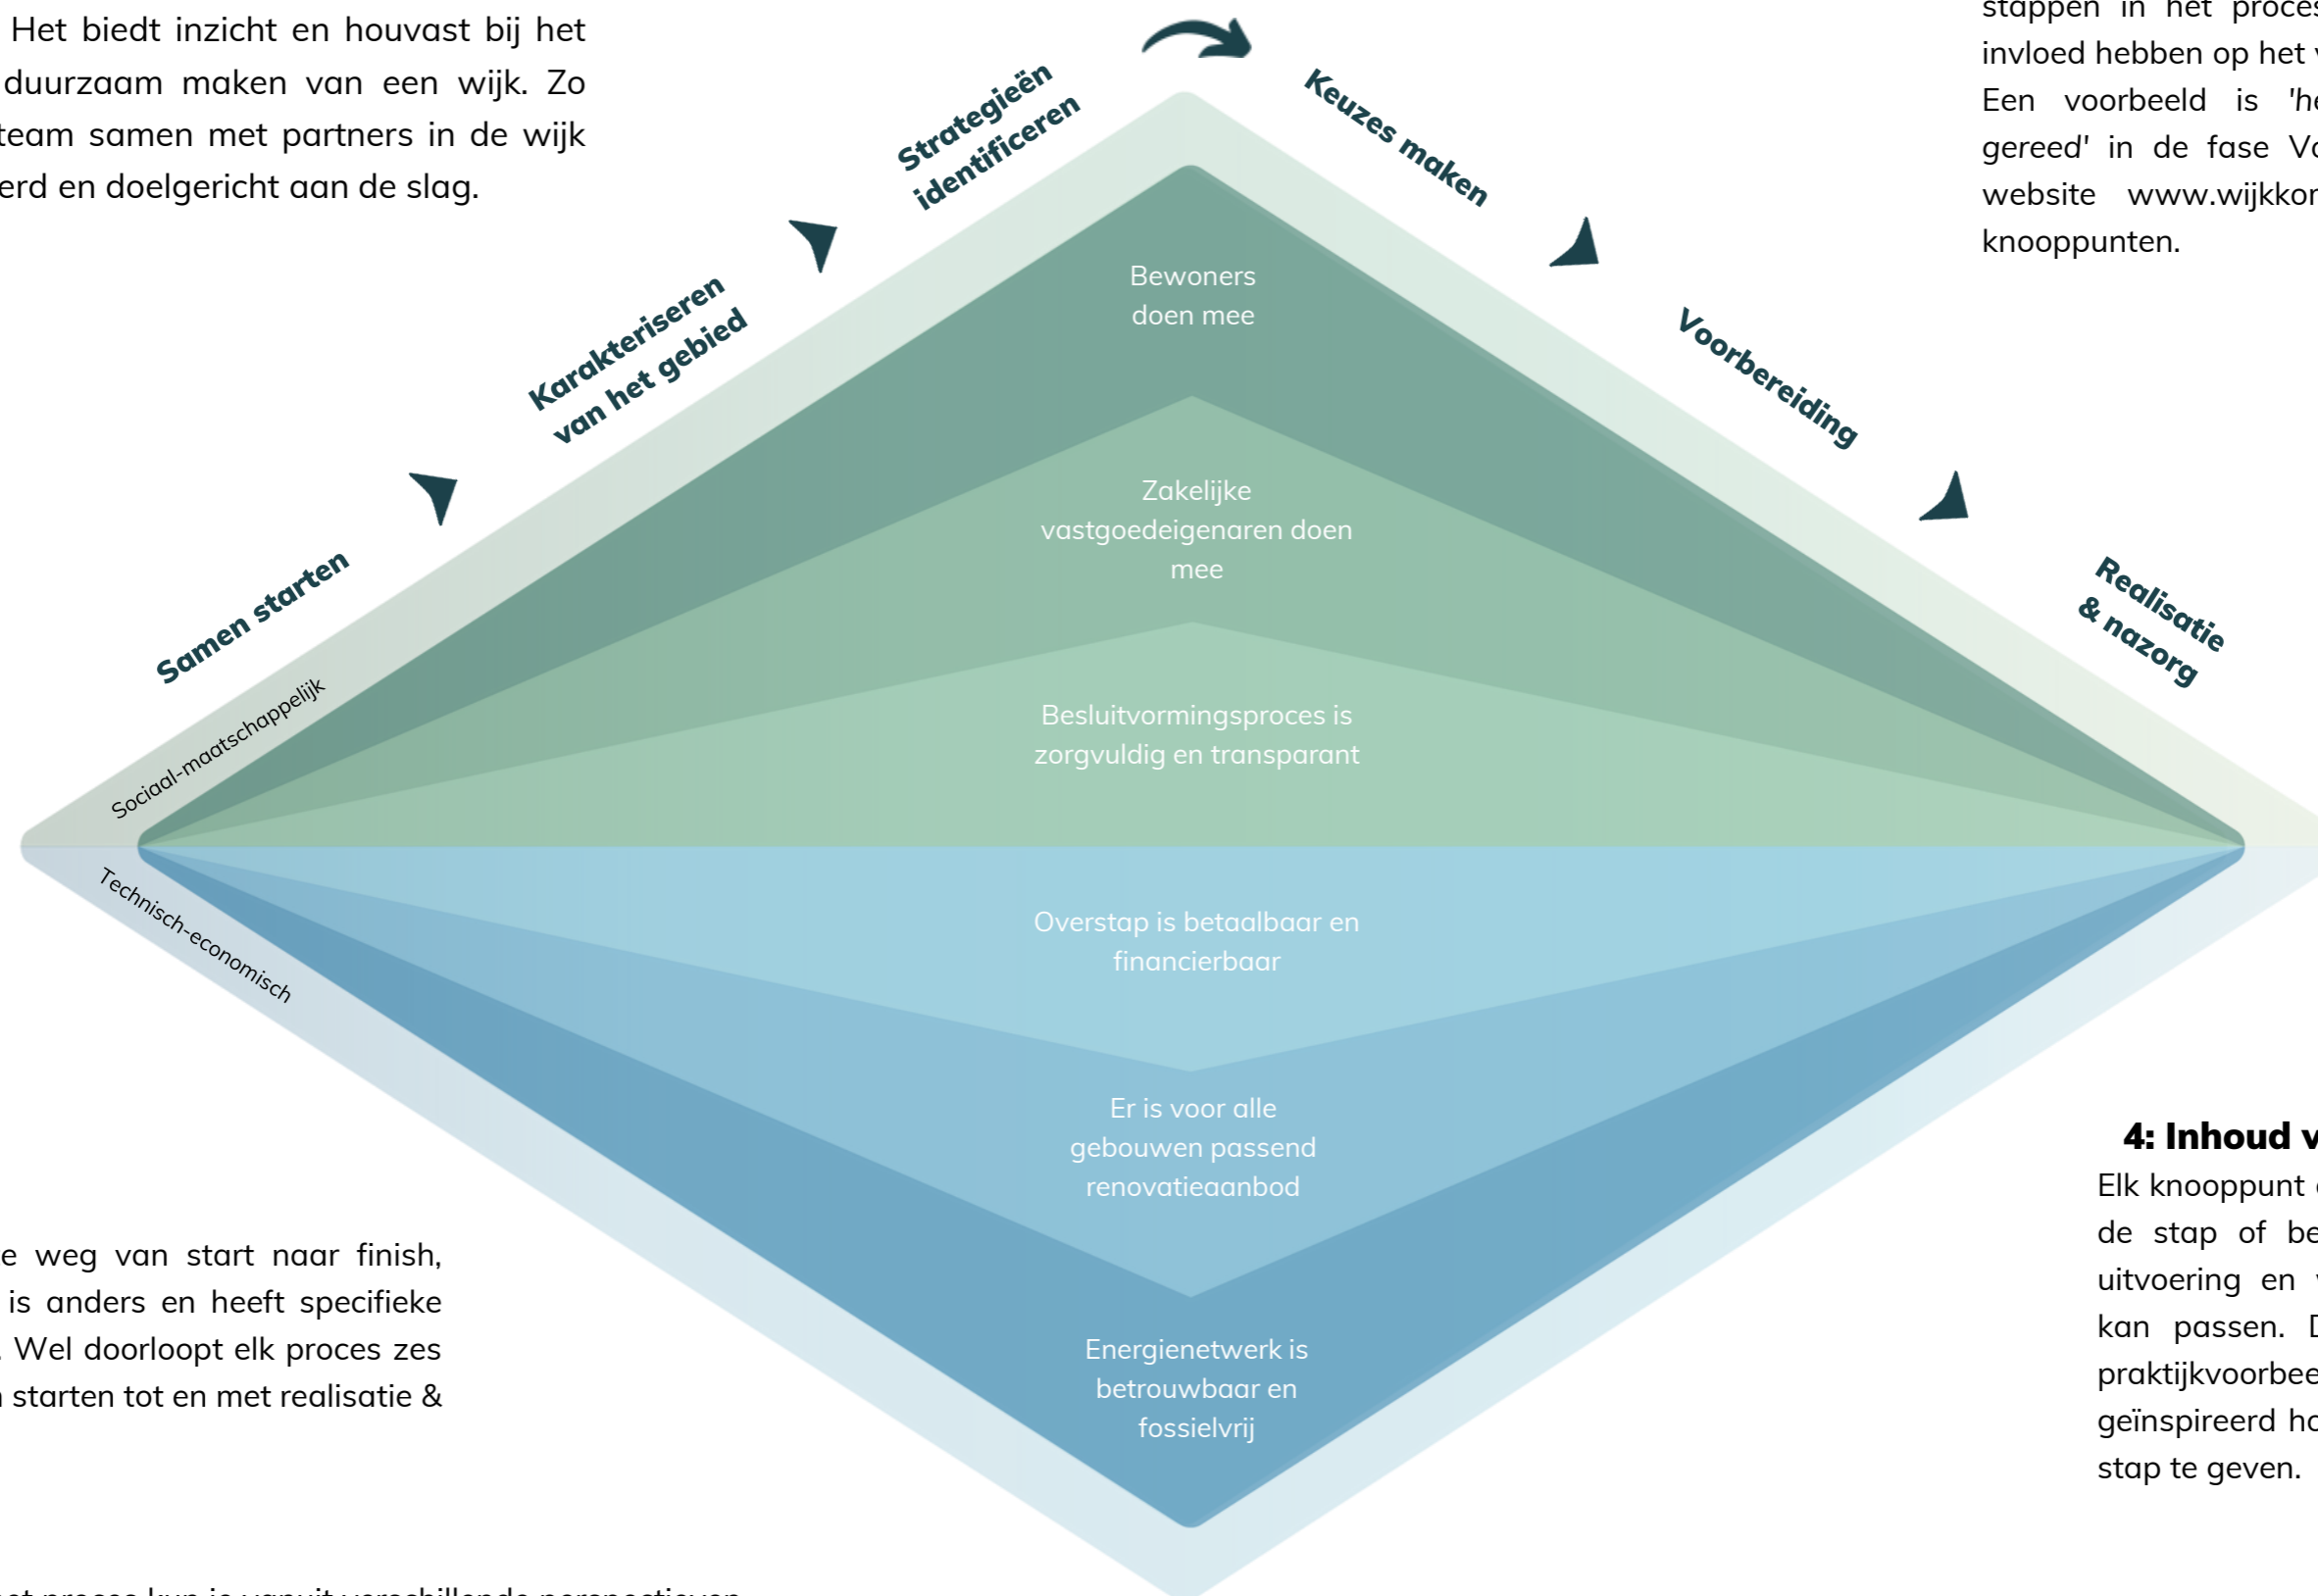 Het biedt inzicht en houvast bij het
duurzaam maken van een wijk. Zo
team samen met partners in de wijk
en doelgericht aan de slag.
Strategieën
identificeren
Keuzes maken
Karakteriseren
van het gebied
Voorbereiding
Samen starten
Realisatie
& nazorg
stappen in het
invloed hebben op het
Een voorbeeld is
gereed' in de fase
website
knooppunten.
Sociaal-maatschappelijk
Technisch-economisch
Bewoners
doen mee
Zakelijke
vastgoedeigenaren doen
mee
Besluitvormingsproces is
zorgvuldig en transparant
Overstap is betaalbaar en
financierbaar
Er is voor alle
gebouwen passend
renovatieaanbod
Energienetwerk is
betrouwbaar en
fossielvrij
weg van start naar finish,
is anders en heeft specifieke
Wel doorloopt elk proces zes
starten tot en met realisatie &
4: Inhoud
Elk knooppunt
de stap of
uitvoering en
kan passen.
geïnspireerd
stap te geven.
proces kun je vanuit verschillende perspectieven